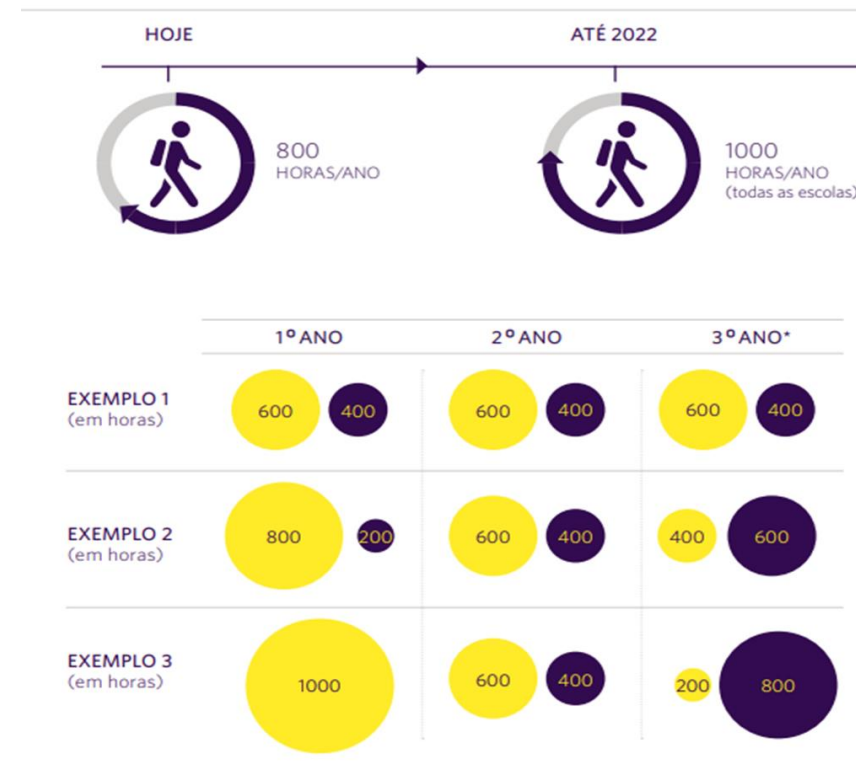 HOJE
ATÉ 2022
800
HORAS/ANO
1000
HORAS/ANO
(todas as escolas)
1º ANO 2º ANO 3º ANO*
EXEMPLO 1
(em horas)
600 400 600 400 600 400
EXEMPLO 2
(em horas)
800 200 600 400 400 600
EXEMPLO 3
(em horas)
1000 600 400 200 800